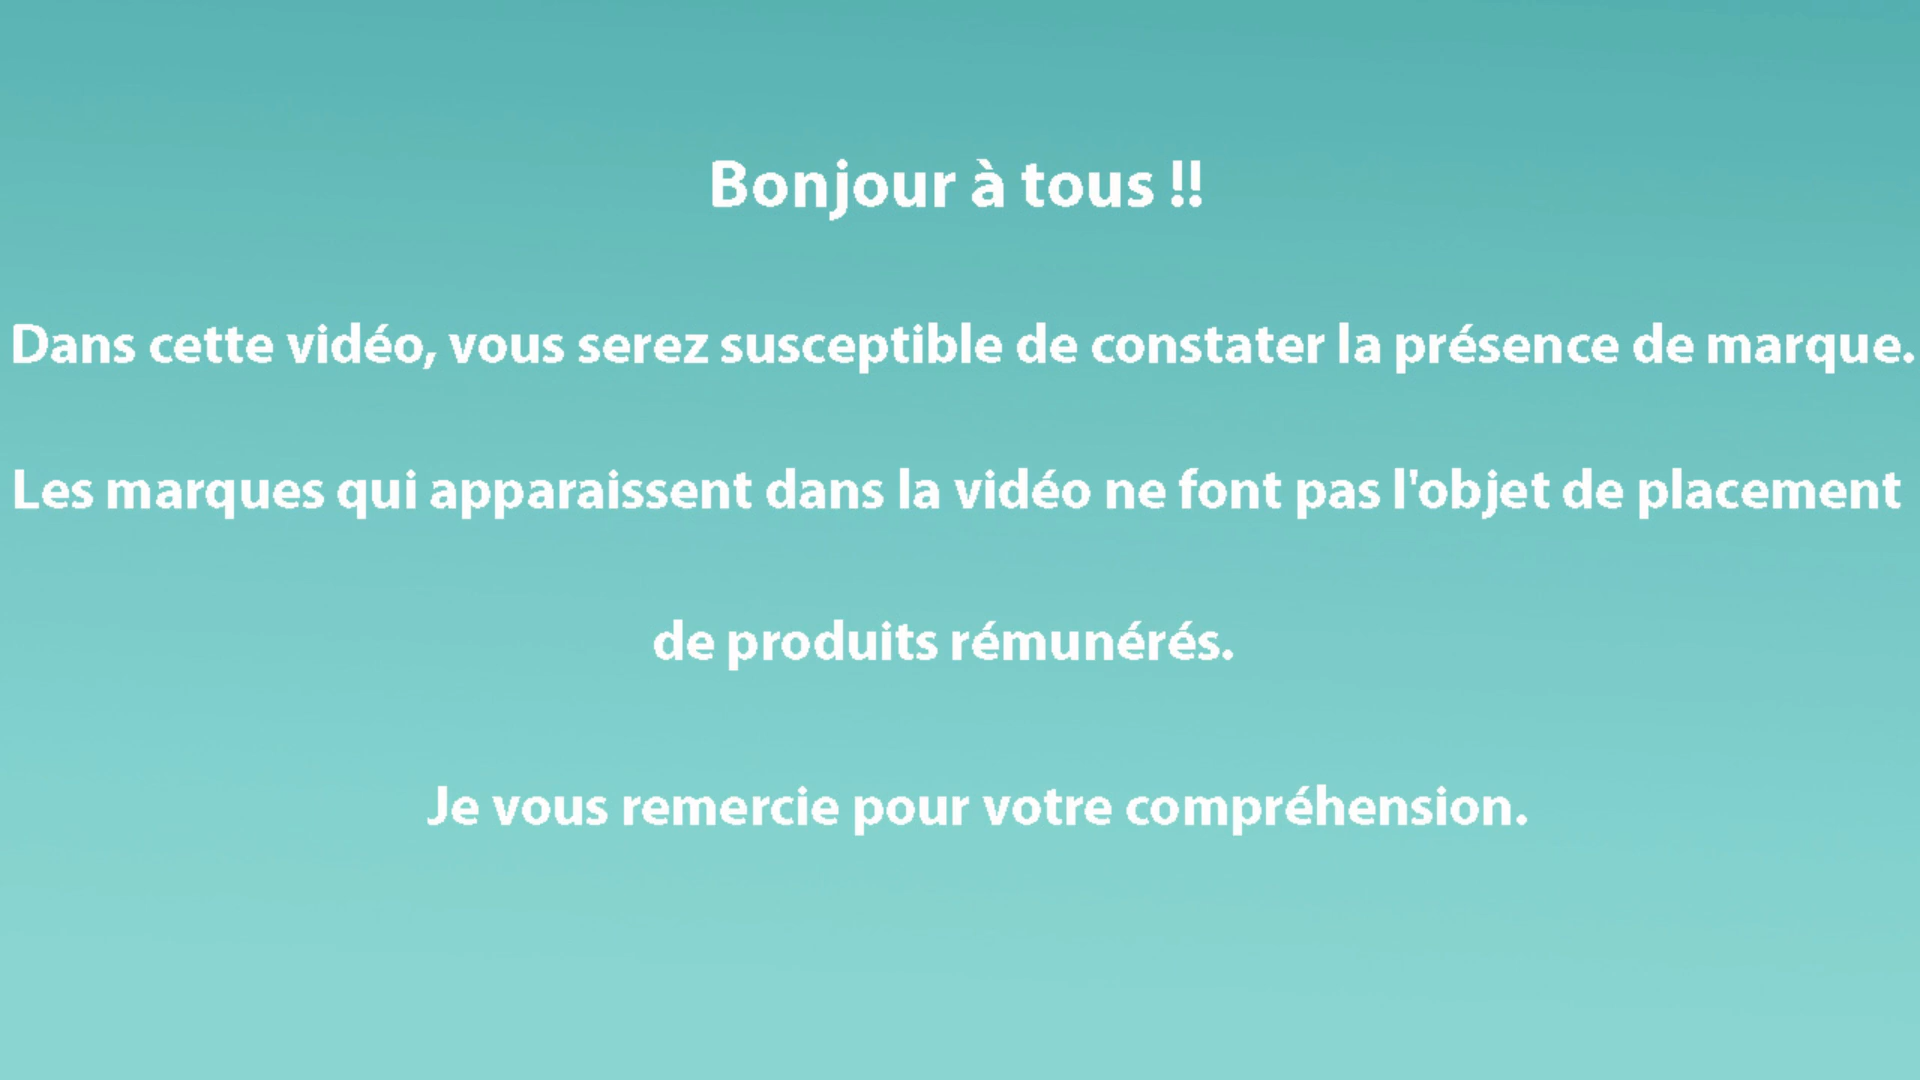 Bonjour à tous !!
Dans cette vidéo, vous serez susceptible de constater la présence de marque.
Les marques qui apparaissent dans la vidéo ne font pas l'objet de placement
de produits rémunérés.
Je vous remercie pour votre compréhension.